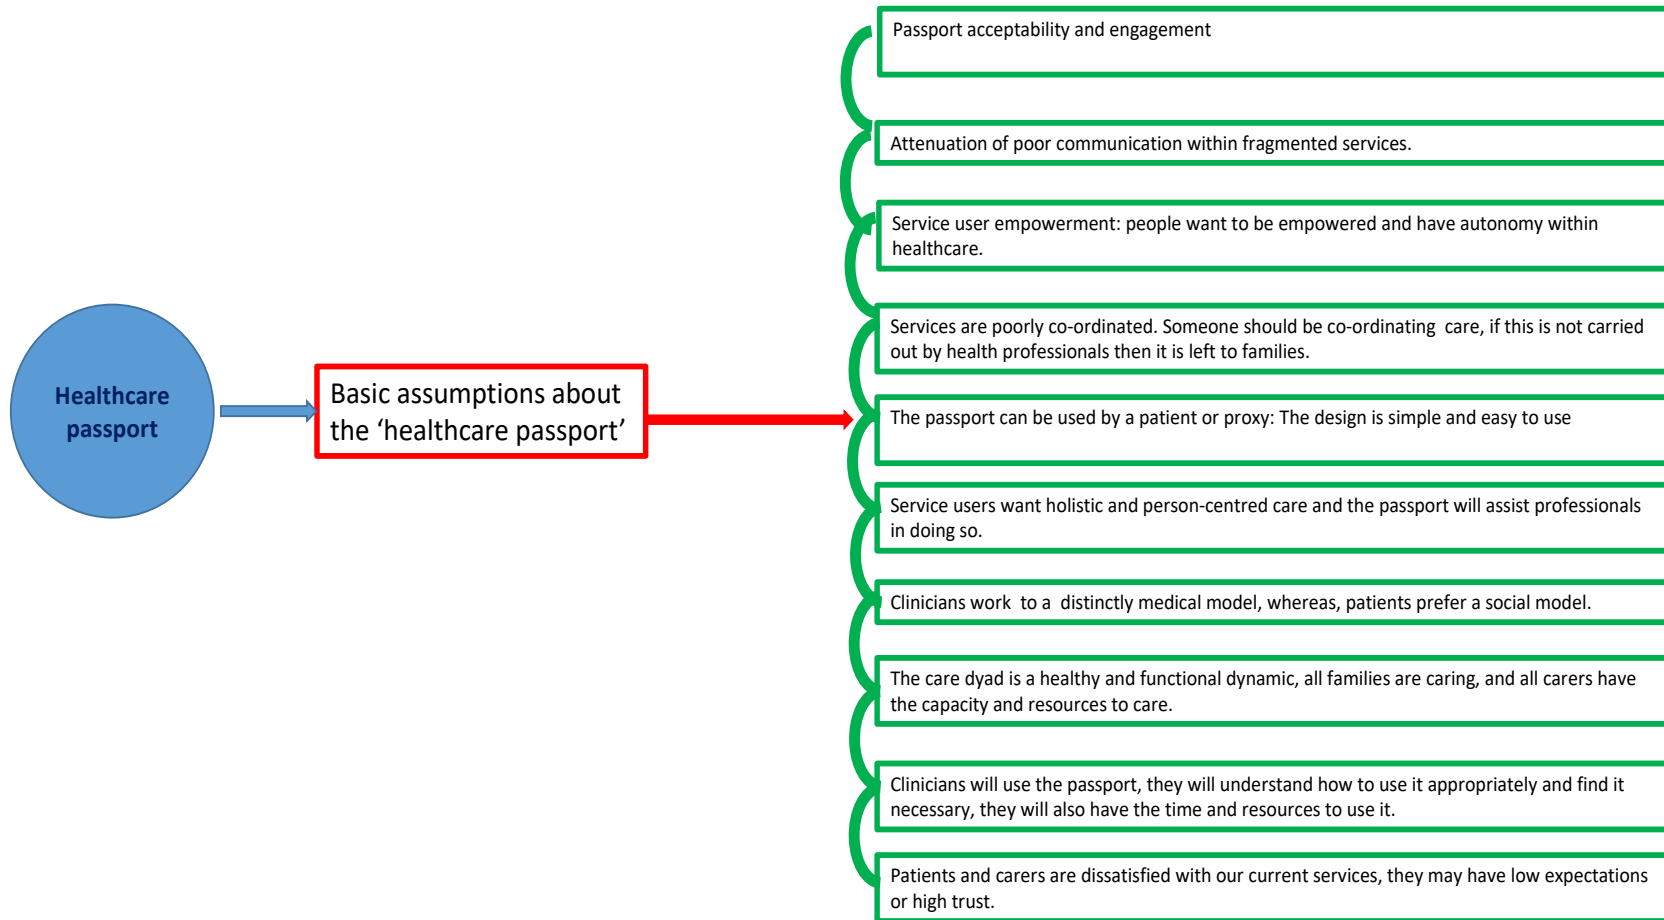 Passport acceptability and engagement
Attenuation of poor communication within fragmented services.
Service user empowerment: people want to be empowered and have autonomy within
healthcare.
Services are poorly co-ordinated. Someone should be co-ordinating care, if this is not carried
out by health professionals then it is left to families.
Healthcare
passport
Basic assumptions about
the ‘healthcare passport’
The passport can be used by a patient or proxy: The design is simple and easy to use
Service users want holistic and person-centred care and the passport will assist professionals
in doing so.
Clinicians work to a distinctly medical model, whereas, patients prefer a social model.
The care dyad is a healthy and functional dynamic, all families are caring, and all carers have
the capacity and resources to care.
Clinicians will use the passport, they will understand how to use it appropriately and find it
necessary, they will also have the time and resources to use it.
Patients and carers are dissatisfied with our current services, they may have low expectations
or high trust.